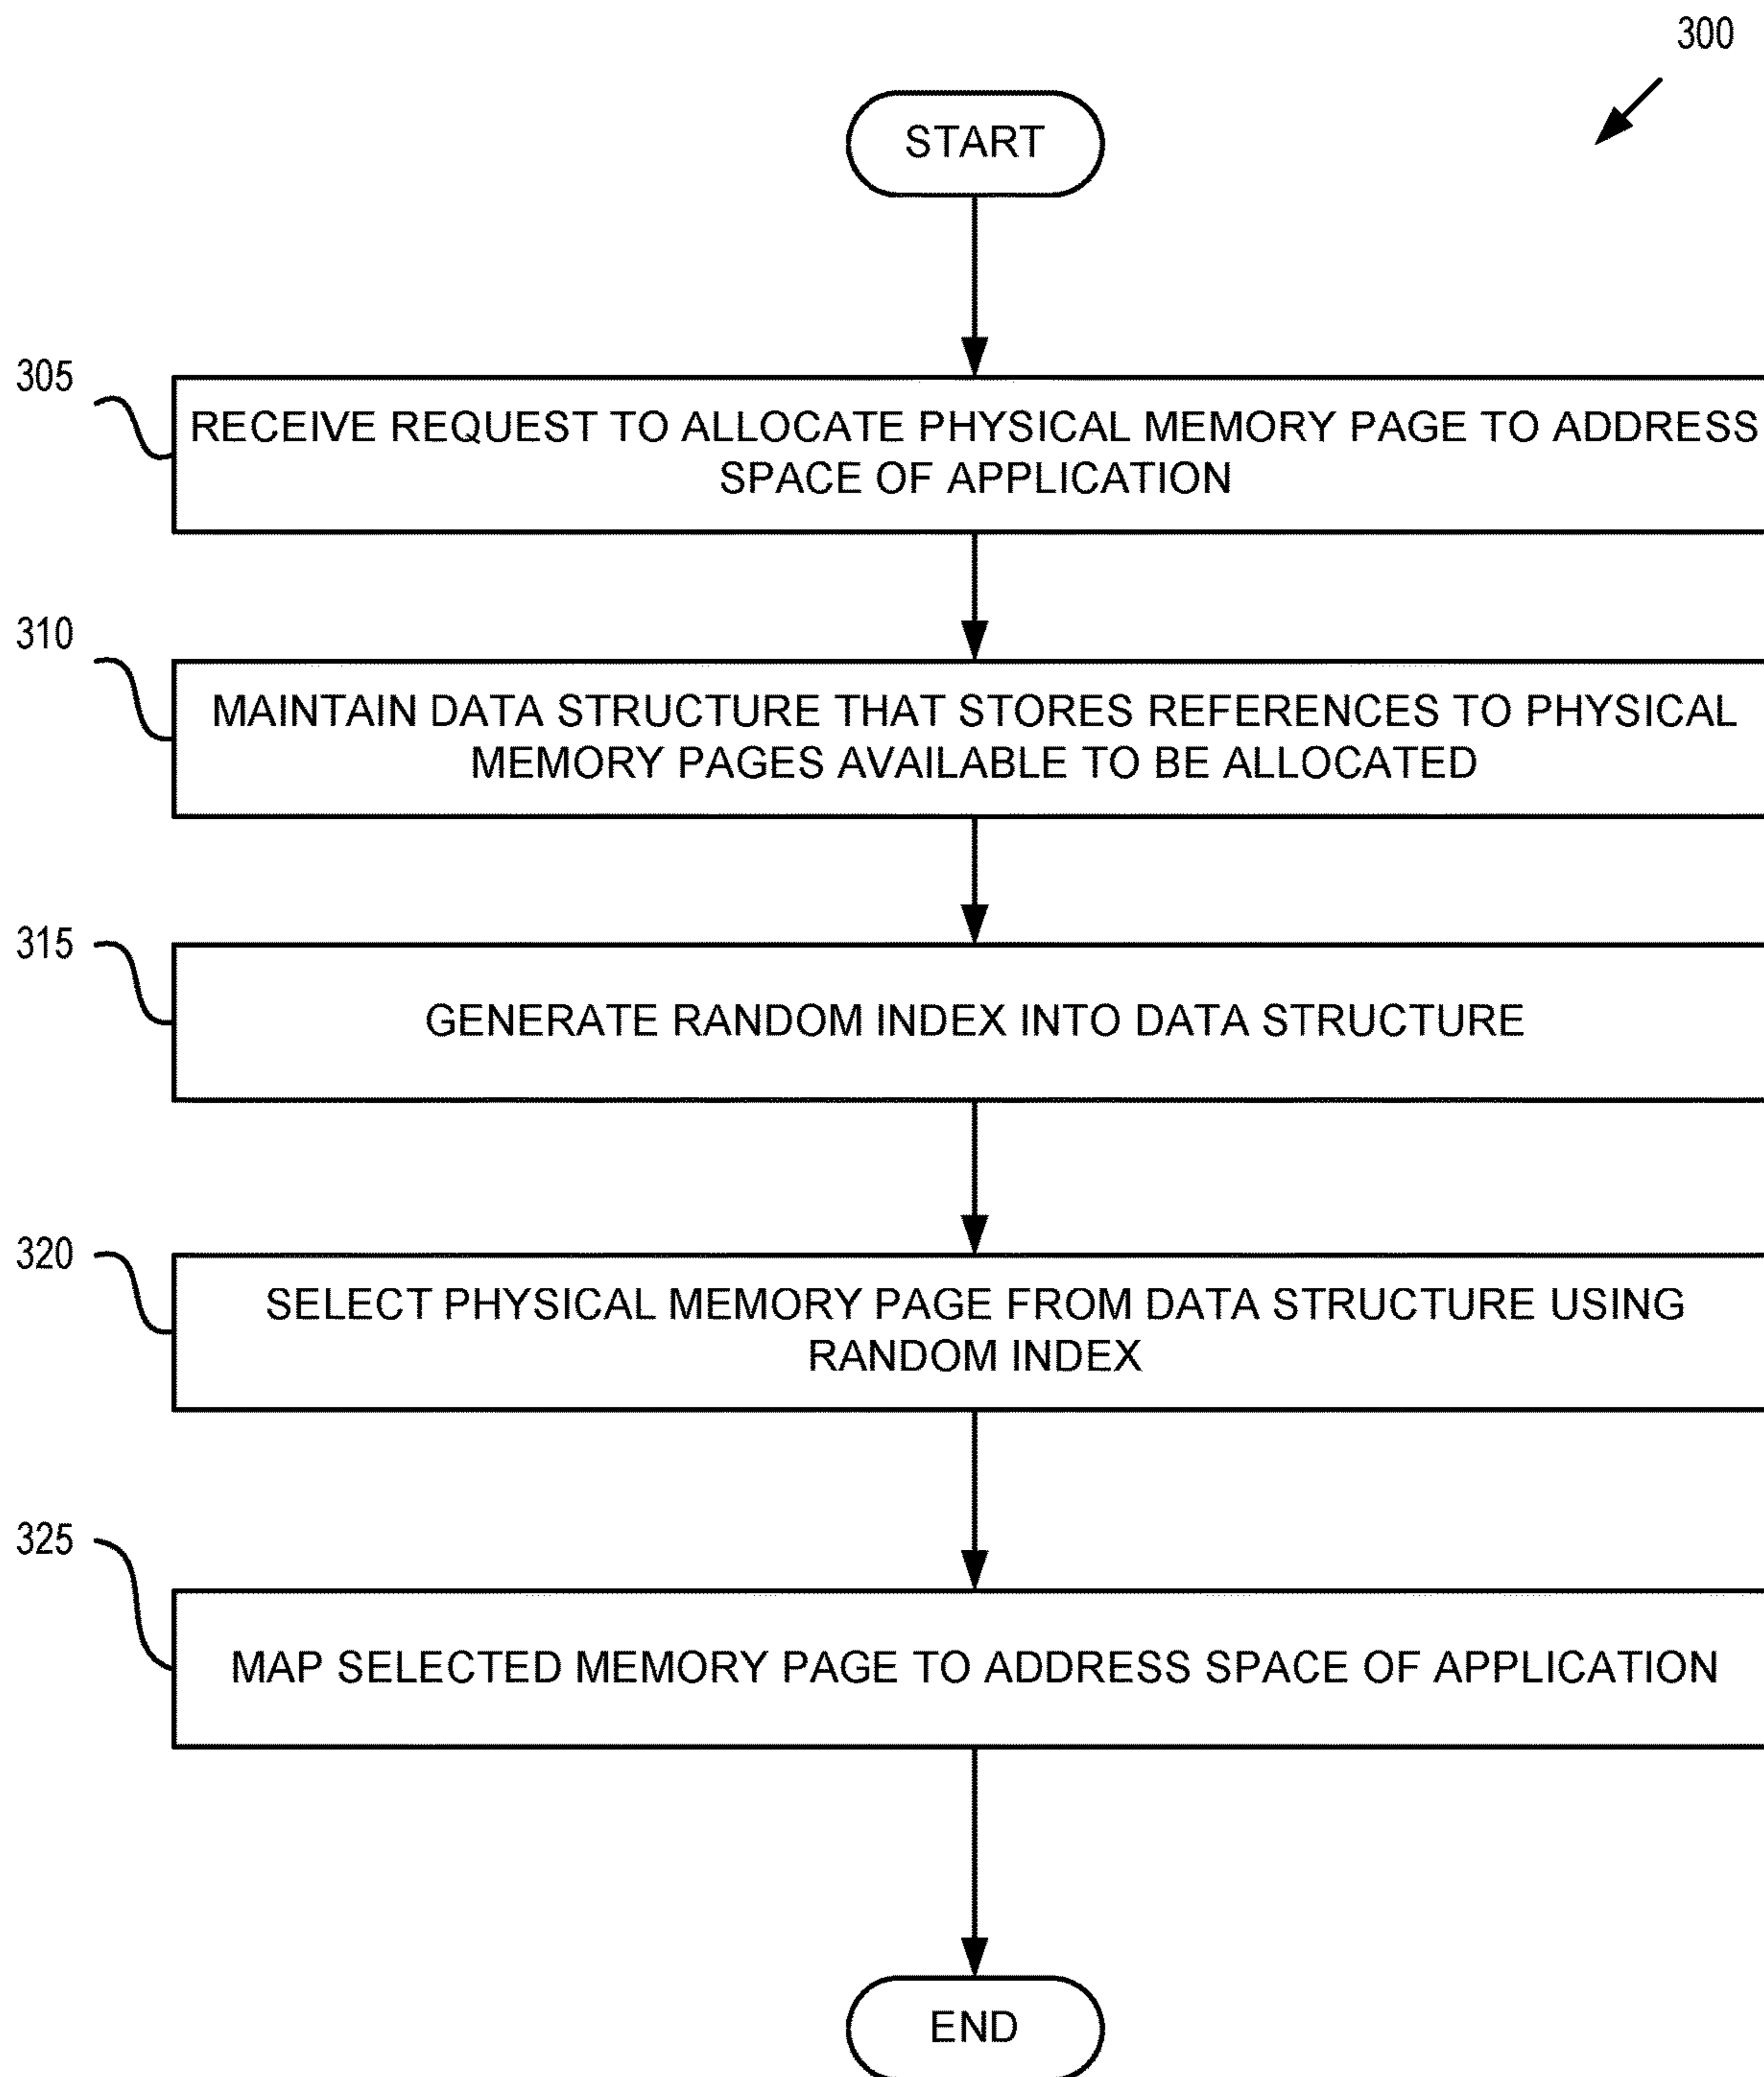 300
START
305
RECEIVE REQUEST TO ALLOCATE PHYSICAL MEMORY PAGE TO ADDRESS
SPACE OF APPLICATION
310
MAINTAIN DATA STRUCTURE THAT STORES REFERENCES TO PHYSICAL
MEMORY PAGES AVAILABLE TO BE ALLOCATED
315
GENERATE RANDOM INDEX INTO DATA STRUCTURE
320
SELECT PHYSICAL MEMORY PAGE FROM DATA STRUCTURE USING
RANDOM INDEX
325
MAP SELECTED MEMORY PAGE TO ADDRESS SPACE OF APPLICATION
END